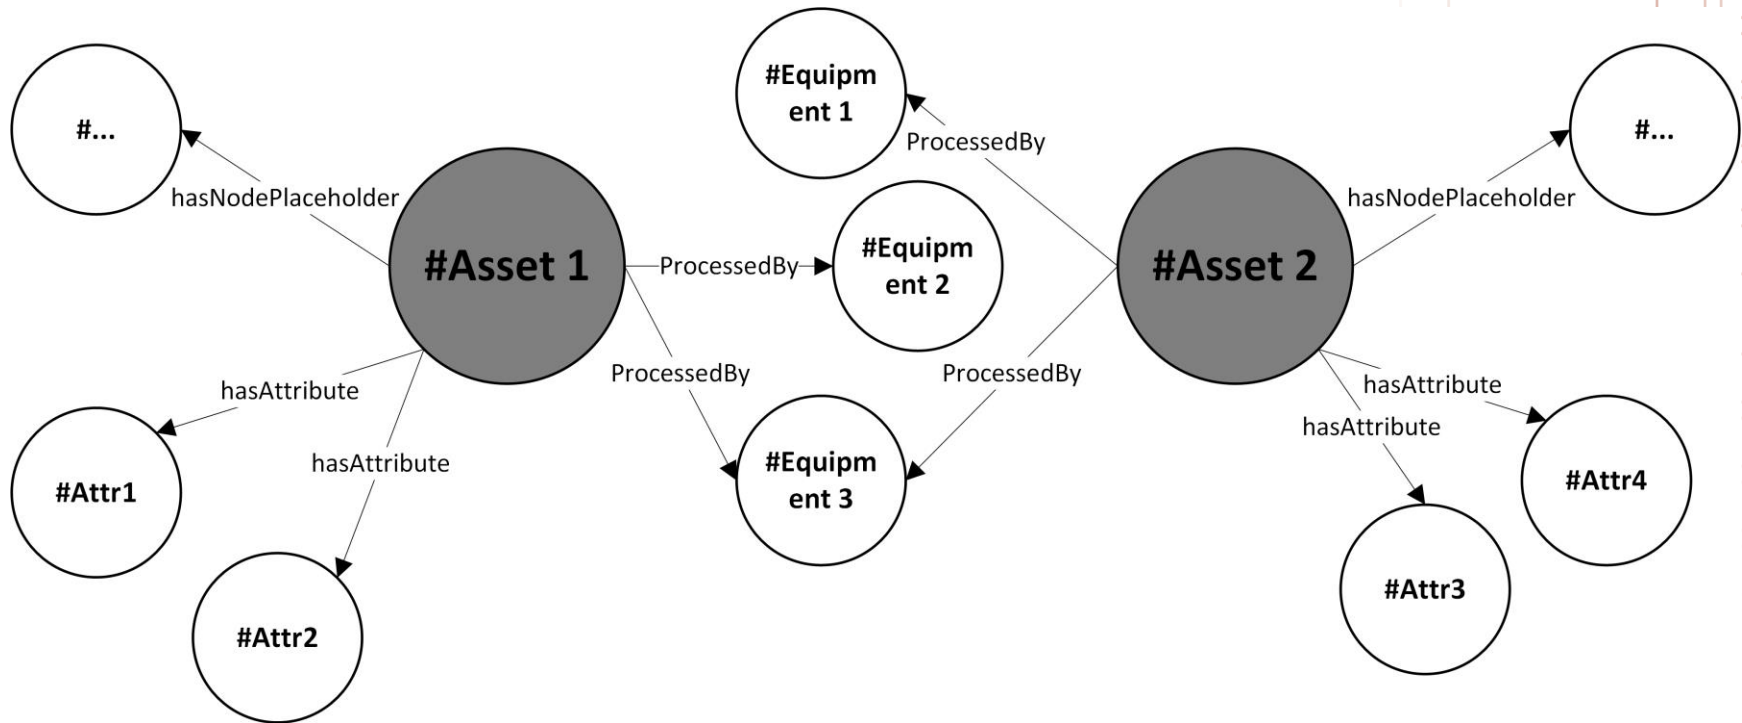 #Equipm
ent 1
#...
#...
ProcessedBy
hasNodePlaceholder
hasNodePlaceholder
#Asset 1
ProcessedBy
#Equipm
ent 2
#Asset 2
ProcessedBy
ProcessedBy
hasAttribute
hasAttribute
hasAttribute
hasAttribute
#Attr1
#Equipm
ent 3
#Attr4
#Attr3
#Attr2